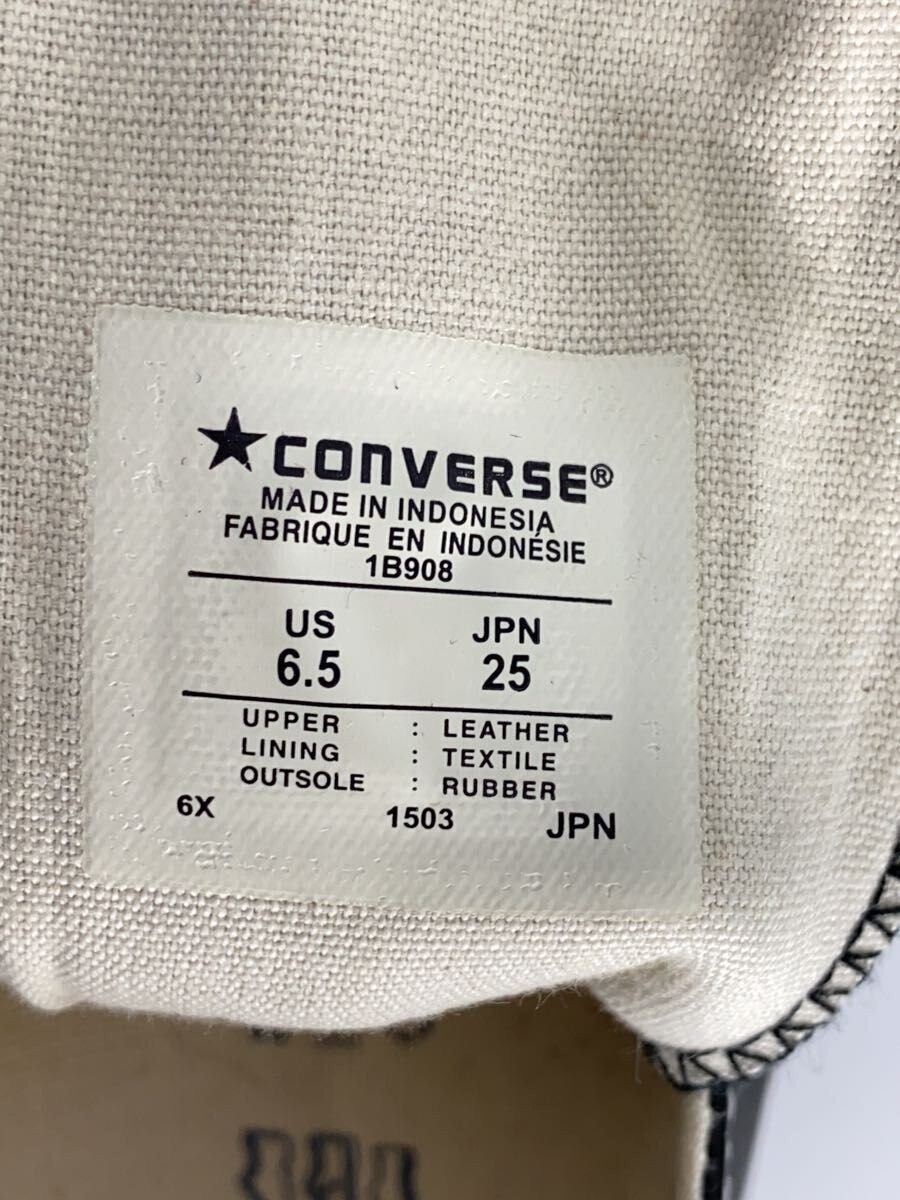 ★CONVERSE®
MADE IN INDONESIA
FABRIQUE EN INDONÉSIE
1B908
US JPN
6.5 25
UPPER : LEATHER
LINING : TEXTILE
OUTSOLE : RUBBER
6X 1503 JPN